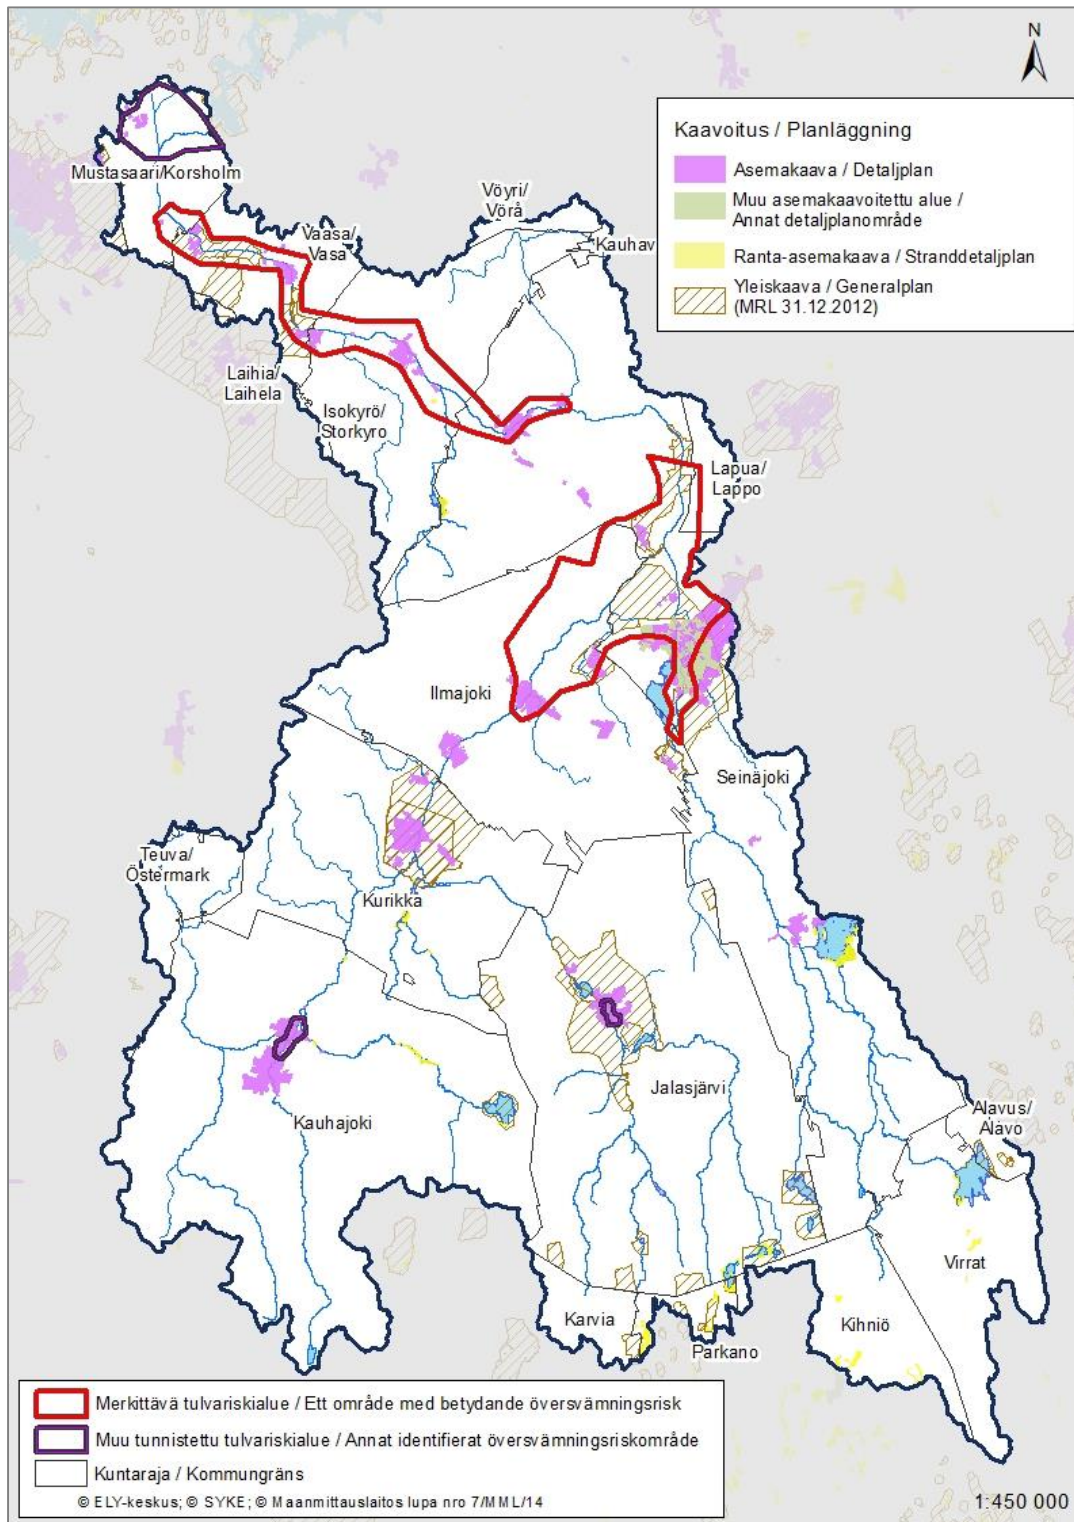 N
Kaavoitus / Planläggning
Asemakaava / Detaljplan
Muu asemakaavoitettu alue /
Annat detaljplanområde
Ranta-asemakaava / Stranddetaljplan
Yleiskaava / Generalplan
(MRL 31.12.2012)
Mustasaari/Korsholm
Vöyri/
Vörå
Vaasa/
Vasa
Kauhav
Laihia/
Laihela
Isokyrö/
Storkyro
Lapua/
Lappo
Ilmajoki
Seinäjoki
Teuva/
Östermark
Kurikka
Jalasjärvi
Kauhajoki
Alavus/
Alavo
Virrat
Karvia
Kihniö
Parkano
Merkittävä tulvariskialue / Ett område med betydande översvämningsrisk
Muu tunnistettu tulvariskialue / Annat identifierat översvämningsriskområde
Kuntaraja / Kommungräns
© ELY-keskus; © SYKE; © Maanmittauslaitos lupa nro 7/MML/14
1:450 000